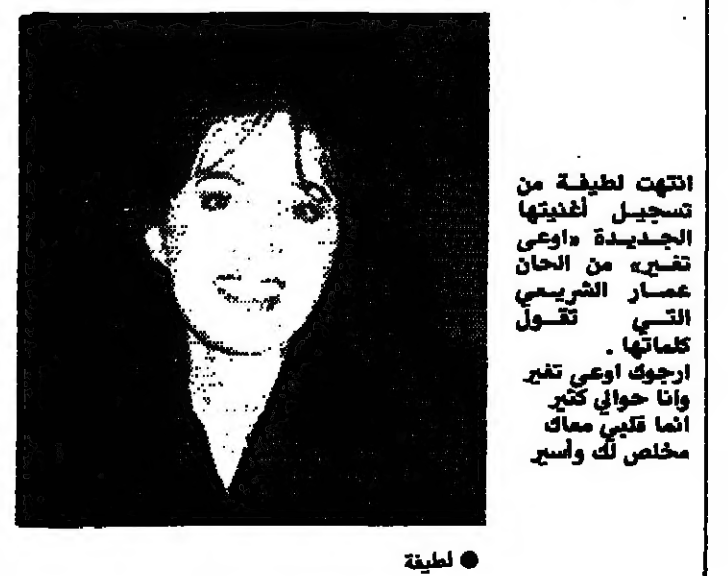 انتهت لطيفة من
تسجيل أغنيتها
الجديدة «اوعى
تغير» من الحان
عمار الشريعي
التي تقول
كلماتها .
ارجوك اوعى تغير
وانا حوالي كثير
انما قلبي معاك
مخلص لك وأسير
● لطيفة